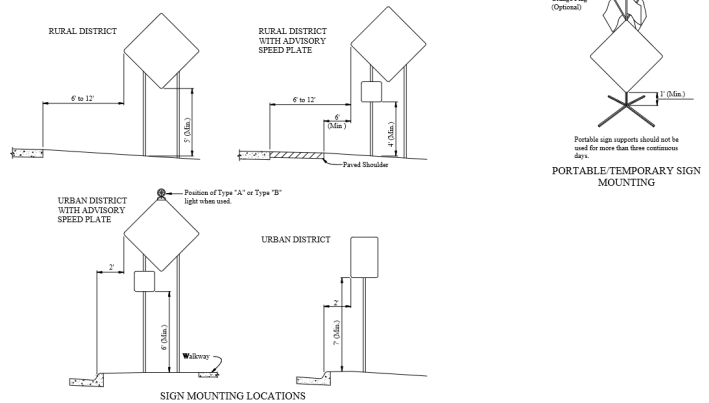 RURAL DISTRICT
6' to 12'
5' (Min.)
RURAL DISTRICT
WITH ADVISORY
SPEED PLATE
6' to 12'
6'
(Min )
4' (Min.)
Paved Shoulder
(Optional)
1' (Min.)
Portable sign supports should not be
used for more than three continuous
days.
PORTABLE/TEMPORARY SIGN
MOUNTING
URBAN DISTRICT
WITH ADVISORY
SPEED PLATE
Position of Type "A" or Type "B"
light when used.
2'
6' (Min.)
Walkway
URBAN DISTRICT
2'
7' (Min.)
SIGN MOUNTING LOCATIONS